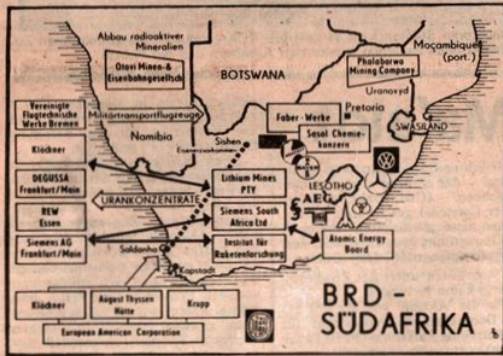 Abbau radioaktiver
Mineralien
Otavi Minen-&
Eisenbahngesellsch
BOTSWANA
Moçambique
(port.)
Phalaborwa
Mining Company
Uranoxyd
Vereinigte
Flugtechnische
Werke Bremen
Militärtransportflugzeuge
Namibia
Sishen
Faber-Werke
Pretoria
Sasol Chemie-
konzern
SWASILAND
Klöckner
DEGUSSA
Frankfurt/Main
Lithium Mines
PTY
LESOTHO
AEG
URANKONZENTRATE
REW
Essen
Siemens South
Africa Ltd
Siemens AG
Frankfurt/Main
Saldanha
Institut für
Raketenforschung
Atomic Energy
Board
Kapstadt
Klöckner
August Thyssen
Hütte
Krupp
European American Corporation
BRD -
SÜDAFRIKA